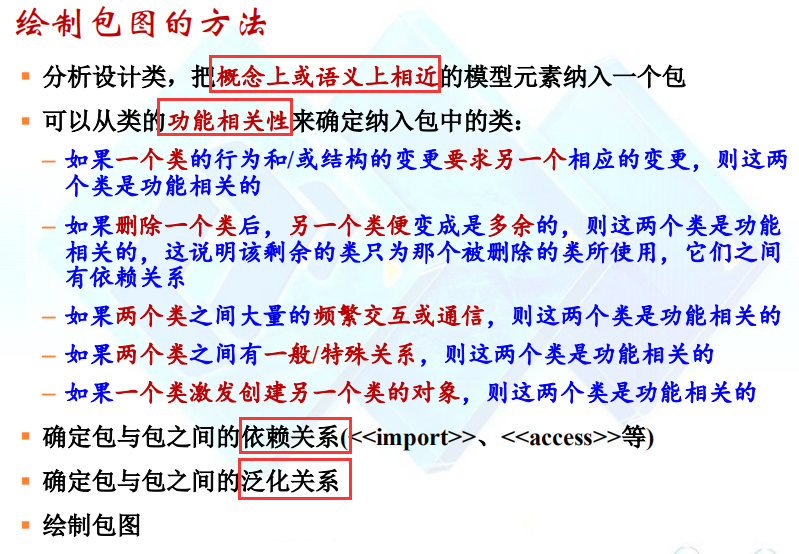 绘制包图的方法
▪ 分析设计类，把概念上或语义上相近的模型元素纳入一个包
▪ 可以从类的功能相关性来确定纳入包中的类：
– 如果一个类的行为和/或结构的变更要求另一个相应的变更，则这两
个类是功能相关的
– 如果删除一个类后，另一个类便变成是多余的，则这两个类是功能
相关的，这说明该剩余的类只为那个被删除的类所使用，它们之间
有依赖关系
– 如果两个类之间大量的频繁交互或通信，则这两个类是功能相关的
– 如果两个类之间有一般/特殊关系，则这两个类是功能相关的
– 如果一个类激发创建另一个类的对象，则这两个类是功能相关的
▪ 确定包与包之间的依赖关系(<<import>>、<<access>>等)
▪ 确定包与包之间的泛化关系
▪ 绘制包图